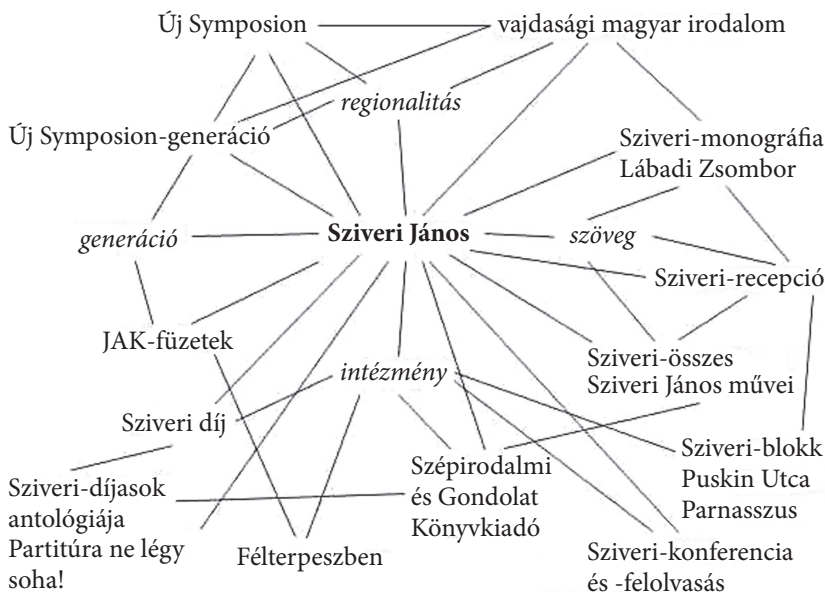 Új Symposion
vajdasági magyar irodalom
regionalitás
Új Symposion-generáció
Sziveri-monográfia
Lábadi Zsombor
generáció
Sziveri János
szöveg
Sziveri-recepció
JAK-füzetek
intézmény
Sziveri-összes
Sziveri János művei
Sziveri díj
Sziveri-díjasok
antológiája
Partitúra ne légy
soha!
Félterpeszben
Szépirodalmi
és Gondolat
Könyvkiadó
Sziveri-blokk
Puskin Utca
Parnasszus
Sziveri-konferencia
és -felolvasás